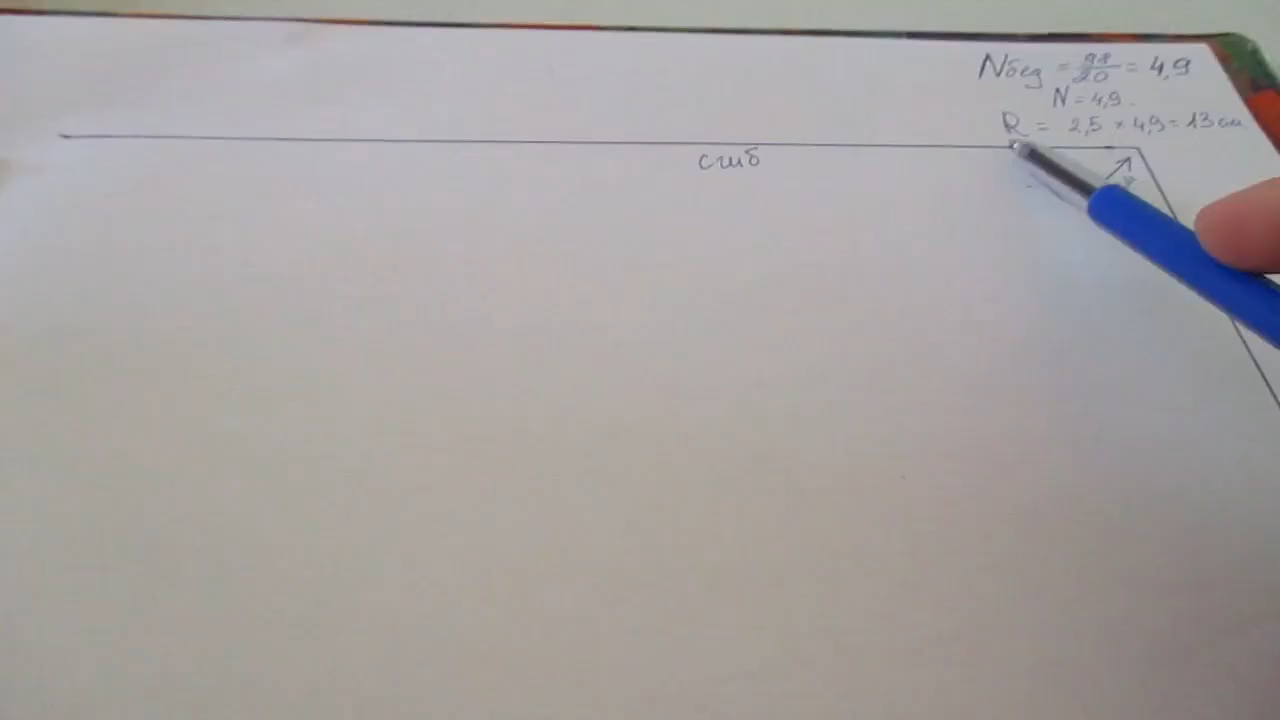 Nбед = 98/20 = 4,9
N = 4,9.
R = 2,5 × 4,9 = 13 см
сгиб